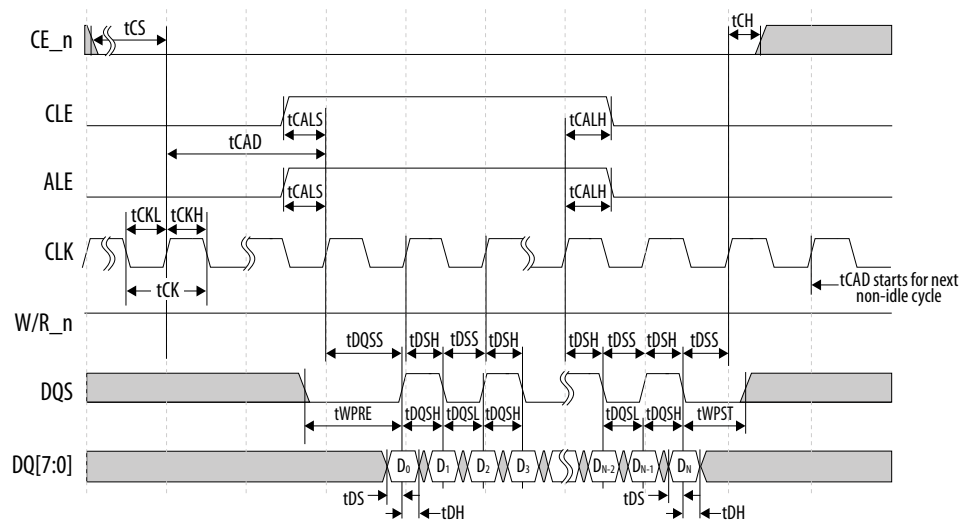 CE_n
tCS
tCH
CLE
tCALS
tCALH
tCAD
ALE
tCALS
tCALH
tCKL
tCKH
CLK
tCK
tCAD starts for next
non-idle cycle
W/R_n
tDQSS
tDSH
tDSS
tDSH
tDSH
tDSS
tDSH
tDSS
DQS
tWPRE
tDQSH
tDQSL
tDQSH
tDQSL
tDQSH
tWPST
DQ[7:0]
D0
D1
D2
D3
DN-2
DN-1
DN
tDS
tDH
tDS
tDH